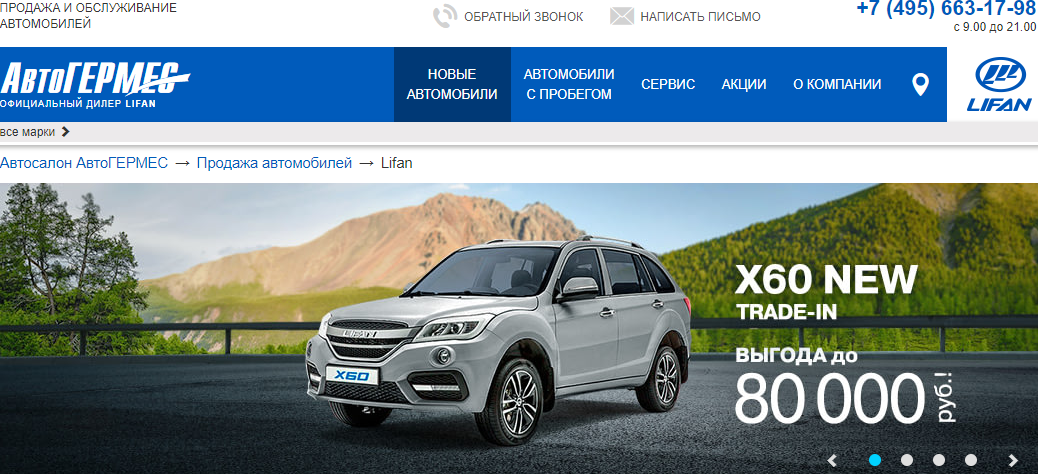 ПРОДАЖА И ОБСЛУЖИВАНИЕ
АВТОМОБИЛЕЙ
ОБРАТНЫЙ ЗВОНОК
НАПИСАТЬ ПИСЬМО
+7 (495) 663-17-98
с 9.00 до 21.00
АвтоГЕРМЕС
ОФИЦИАЛЬНЫЙ ДИЛЕР LIFAN
НОВЫЕ
АВТОМОБИЛИ
АВТОМОБИЛИ
С ПРОБЕГОМ
СЕРВИС
АКЦИИ
О КОМПАНИИ
LIFAN
все марки
Автосалон АвтоГЕРМЕС → Продажа автомобилей → Lifan
X60 NEW
TRADE-IN
ВЫГОДА до
80 000 руб.!
LIFAN
X60